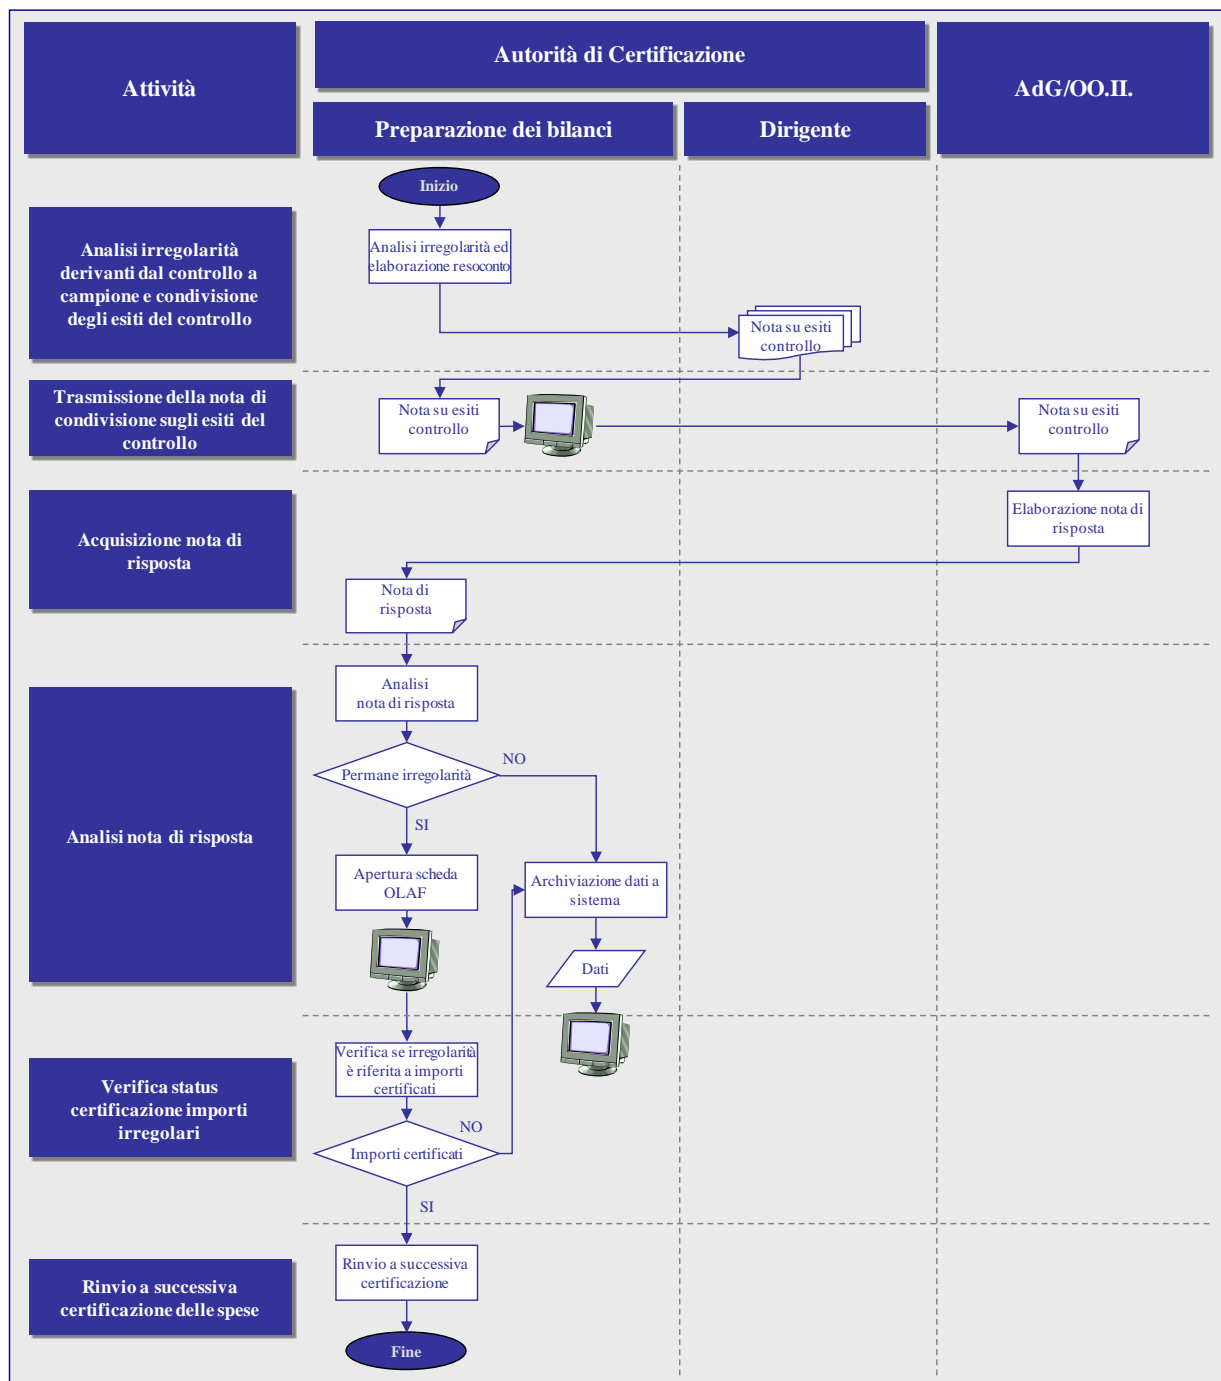 Attività
Autorità di Certificazione
AdG/OO.II.
Preparazione dei bilanci
Dirigente
Inizio
Analisi irregolarità
derivanti dal controllo a
campione e condivisione
degli esiti del controllo
Analisi irregolarità ed
elaborazione resoconto
Nota su esiti
controllo
Trasmissione della nota di
condivisione sugli esiti del
controllo
Nota su esiti
controllo
Nota su esiti
controllo
Acquisizione nota di
risposta
Elaborazione nota di
risposta
Nota di
risposta
Analisi nota di risposta
Analisi
nota di risposta
Permane irregolarità
NO
SI
Apertura scheda
OLAF
Archiviazione dati a
sistema
Dati
Verifica status
certificazione importi
irregolari
Verifica se irregolarità
è riferita a importi
certificati
NO
Importi certificati
SI
Rinvio a successiva
certificazione delle spese
Rinvio a successiva
certificazione
Fine